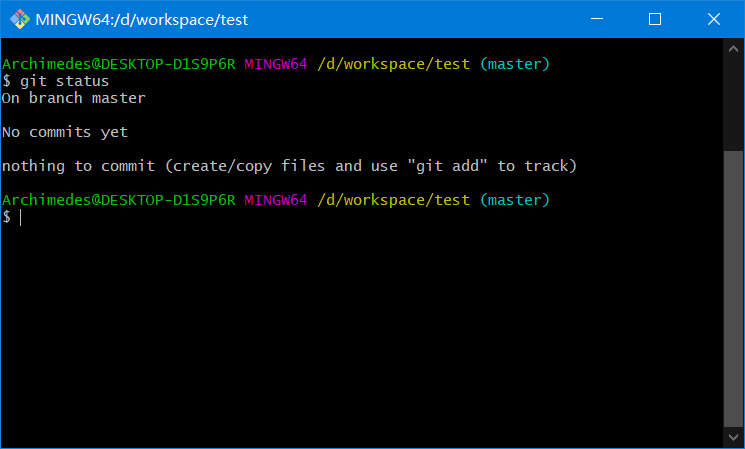 MINGW64:/d/workspace/test
Archimedes@DESKTOP-D1S9P6R MINGW64 /d/workspace/test (master)
$ git status
On branch master
No commits yet
nothing to commit (create/copy files and use "git add" to track)
Archimedes@DESKTOP-D1S9P6R MINGW64 /d/workspace/test (master)
$